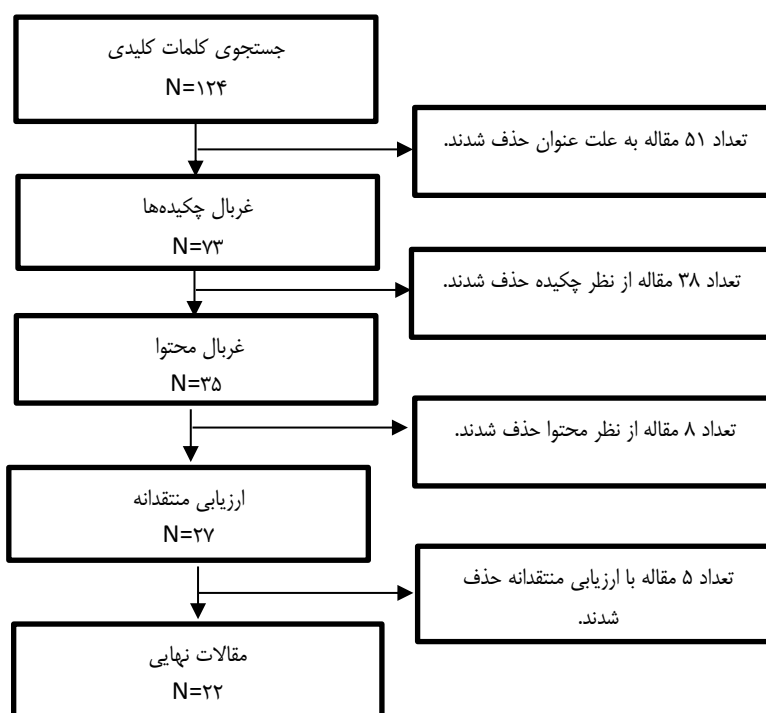 جستجوی کلمات کلیدی
N=۱۲۴
تعداد ۵۱ مقاله به علت عنوان حذف شدند.
غربال چکیده‌ها
N=۷۳
تعداد ۳۸ مقاله از نظر چکیده حذف شدند.
غربال محتوا
N=۳۵
تعداد ۸ مقاله از نظر محتوا حذف شدند.
ارزیابی منتقدانه
N=۲۷
تعداد ۵ مقاله با ارزیابی منتقدانه حذف
شدند.
مقالات نهایی
N=۲۲